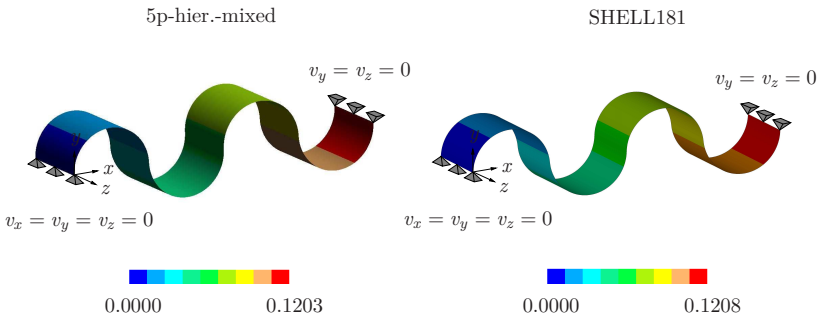 5p-hier.-mixed
v_y = v_z = 0
y
x
z
v_x = v_y = v_z = 0
0.0000 0.1203
SHELL181
v_y = v_z = 0
y
x
z
v_x = v_y = v_z = 0
0.0000 0.1208